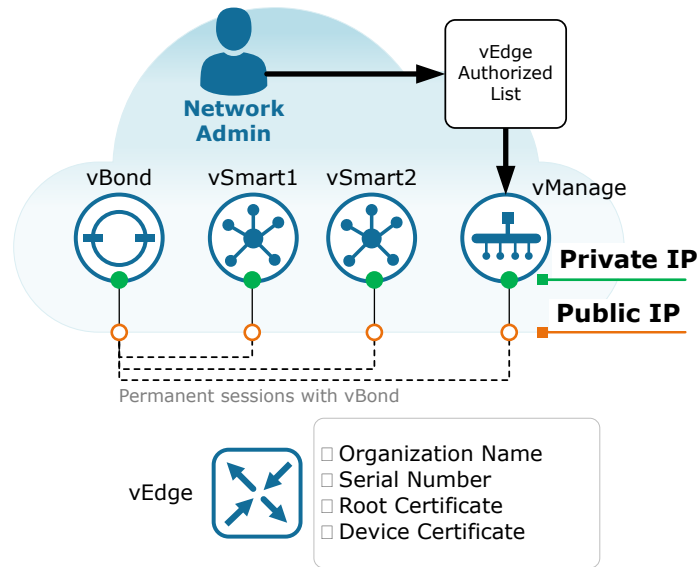 vEdge
Authorized
List
Network
Admin
vBond
vSmart1
vSmart2
vManage
Private IP
Public IP
Permanent sessions with vBond
vEdge
□ Organization Name
□ Serial Number
□ Root Certificate
□ Device Certificate